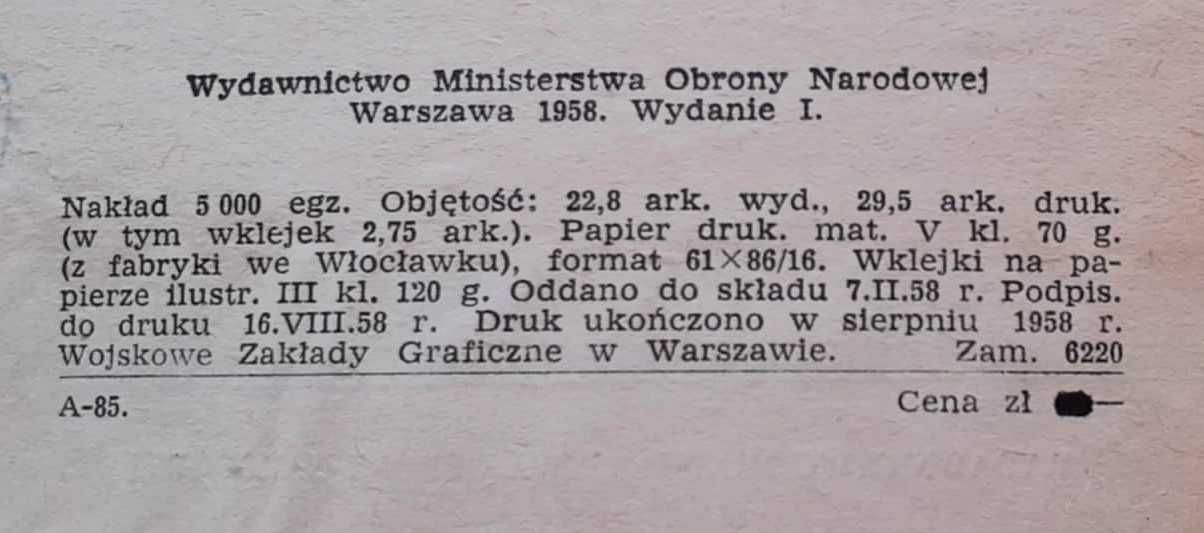 Wydawnictwo Ministerstwa Obrony Narodowej
Warszawa 1958. Wydanie I.
Nakład 5 000 egz. Objętość: 22,8 ark. wyd., 29,5 ark. druk.
(w tym wklejek 2,75 ark.). Papier druk. mat. V kl. 70 g.
(z fabryki we Włocławku), format 61×86/16. Wklejki na pa-
pierze ilustr. III kl. 120 g. Oddano do składu 7.II.58 r. Podpis.
do druku 16.VIII.58 r. Druk ukończono w sierpniu 1958 r.
Wojskowe Zakłady Graficzne w Warszawie. Zam. 6220
A-85. Cena zł —